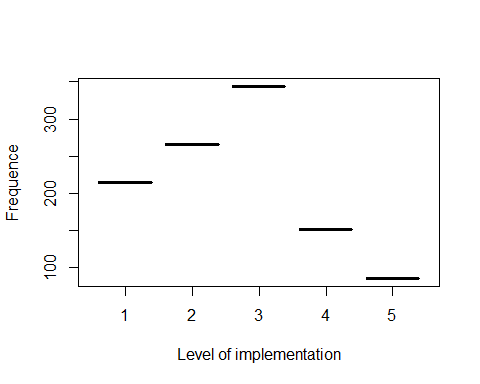 Frequence
300
200
100
1 2 3 4 5
Level of implementation